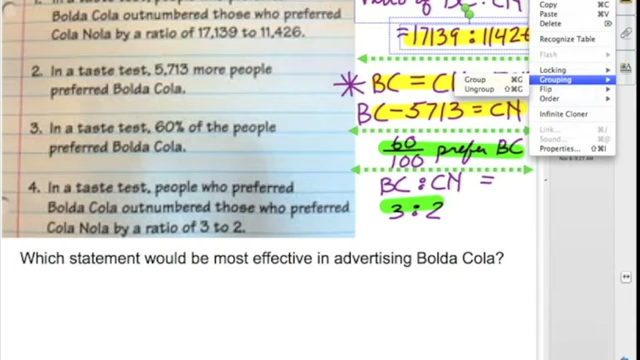 Bolda Cola outnumbered those who preferred
Cola Nola by a ratio of 17,139 to 11,426.
2. In a taste test, 5,713 more people
preferred Bolda Cola.
3. In a taste test, 60% of the people
preferred Bolda Cola.
4. In a taste test, people who preferred
Bolda Cola outnumbered those who preferred
Cola Nola by a ratio of 3 to 2.
= 17139 : 11426
BC = CN
BC-5713 = CN
60
100
prefer BC
BC : CN =
3 : 2
Which statement would be most effective in advertising Bolda Cola?
Copy ⌘C
Paste ⌘V
Delete
Recognize Table
Flash
Locking
Grouping
Flip
Order
Infinite Cloner
Link...
Sound...
Properties... ⇧⌘I
Group ⌘G
Ungroup ⇧⌘G